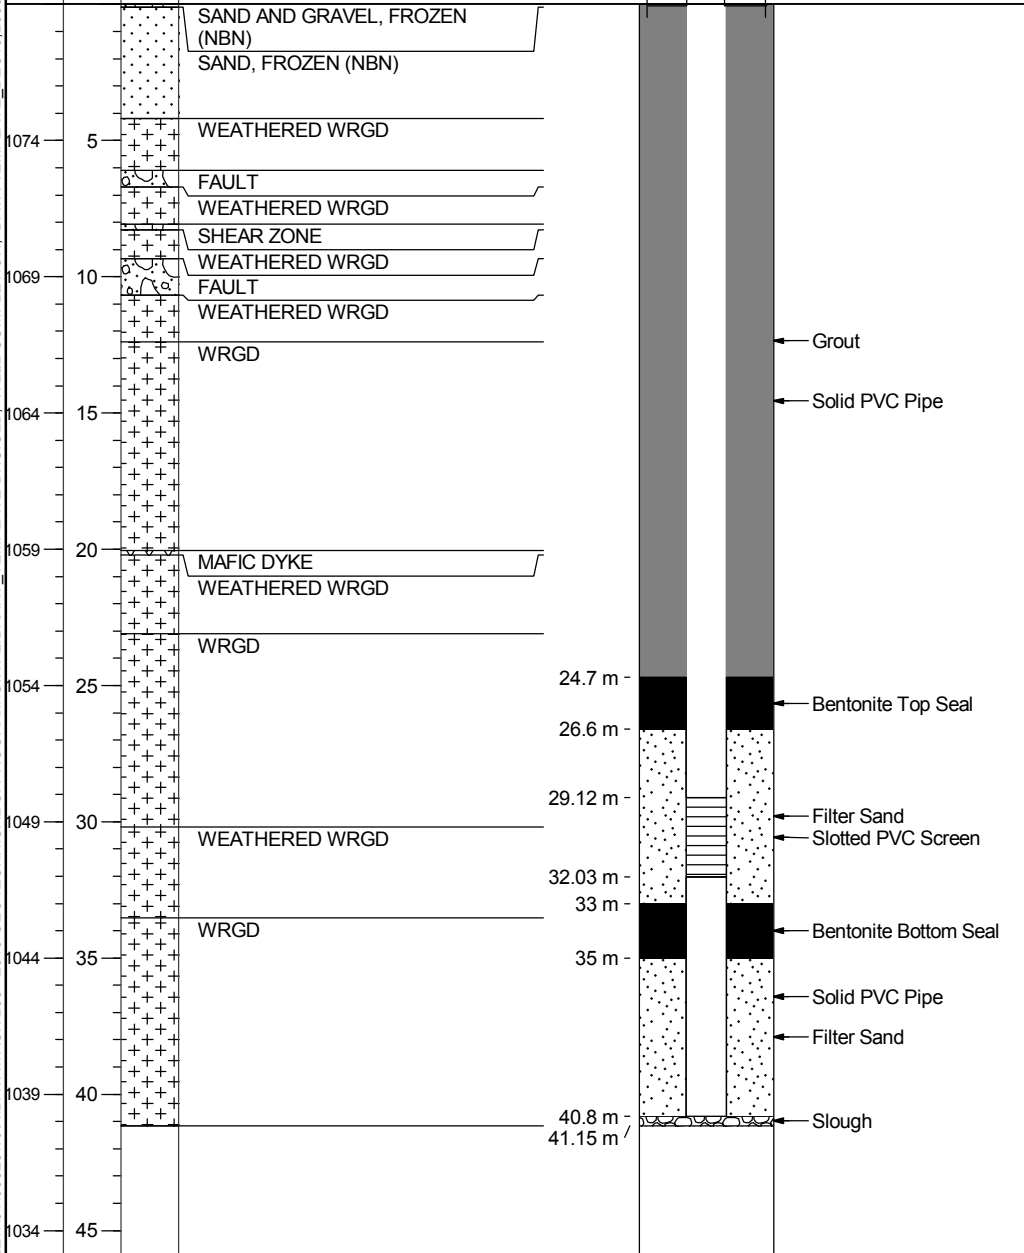 SAND AND GRAVEL, FROZEN
(NBN)
SAND, FROZEN (NBN)
WEATHERED WRGD
1074
5
FAULT
WEATHERED WRGD
SHEAR ZONE
WEATHERED WRGD
1069
10
FAULT
WEATHERED WRGD
Grout
WRGD
Solid PVC Pipe
1064
15
1059
20
MAFIC DYKE
WEATHERED WRGD
WRGD
24.7 m
1054
25
Bentonite Top Seal
26.6 m
29.12 m
Filter Sand
1049
30
Slotted PVC Screen
WEATHERED WRGD
32.03 m
33 m
WRGD
Bentonite Bottom Seal
1044
35
35 m
Solid PVC Pipe
Filter Sand
1039
40
40.8 m
Slough
41.15 m
1034
45